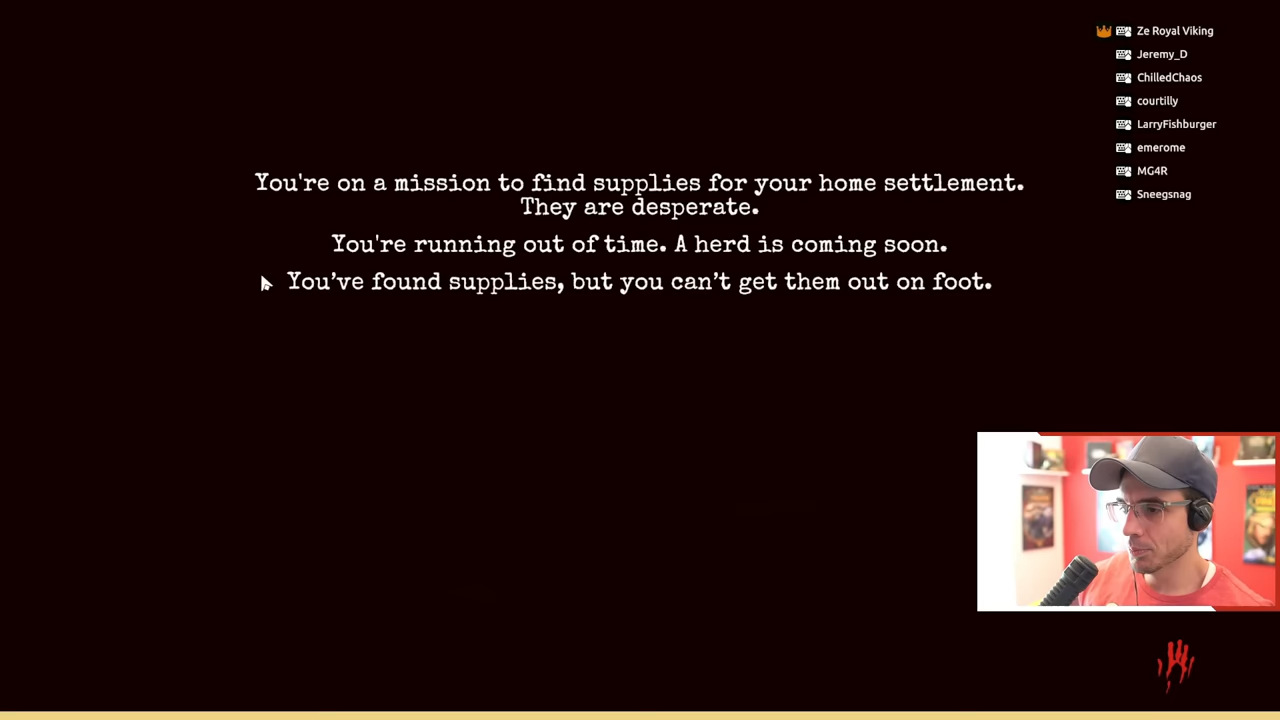 Ze Royal Viking
Jeremy_D
ChilledChaos
courtilly
LarryFishburger
emerome
MG4R
Sneegsnag
You're on a mission to find supplies for your home settlement.
They are desperate.
You're running out of time. A herd is coming soon.
You’ve found supplies, but you can’t get them out on foot.